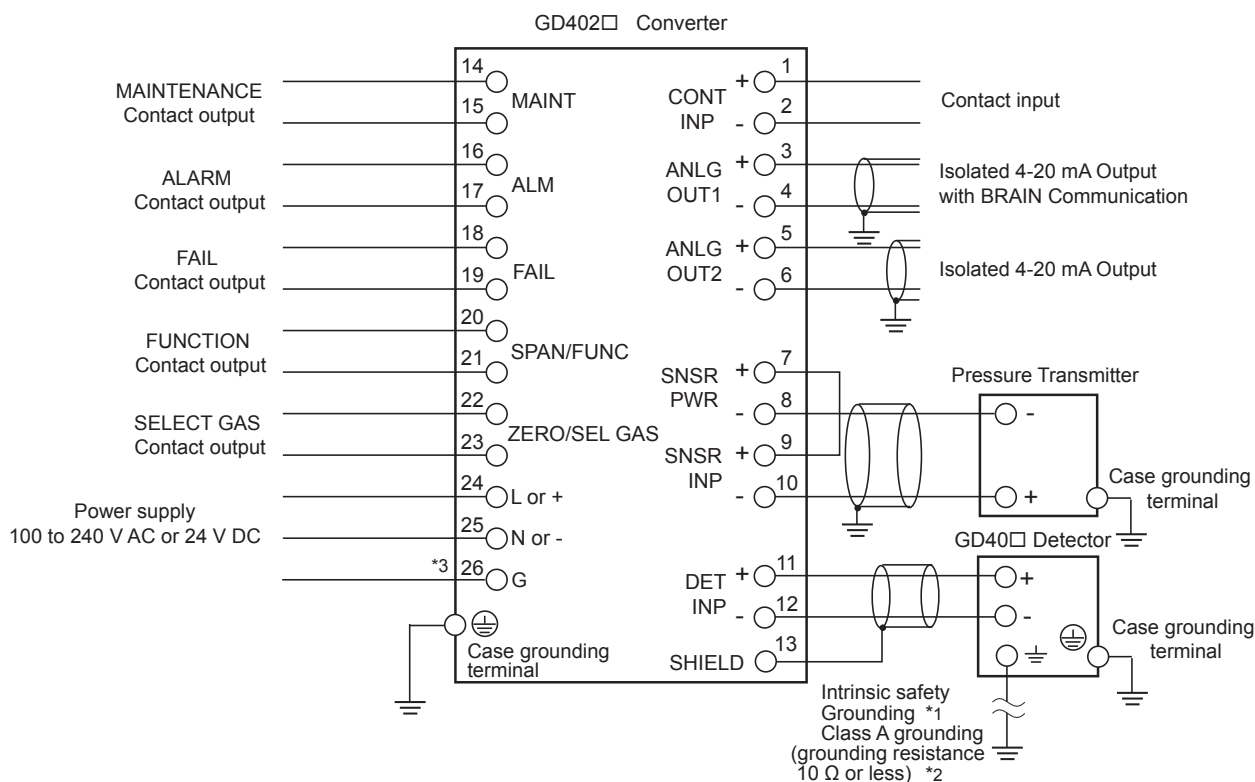 GD402□ Converter
MAINTENANCE
Contact output
14
15
MAINT
ALARM
Contact output
16
17
ALM
FAIL
Contact output
18
19
FAIL
FUNCTION
Contact output
20
21
SPAN/FUNC
SELECT GAS
Contact output
22
23
ZERO/SEL GAS
Power supply
100 to 240 V AC or 24 V DC
24
L or +
25
N or -
*3
26
G
Case grounding
terminal
CONT
INP
+
1
-
2
Contact input
ANLG
OUT1
+
3
-
4
Isolated 4-20 mA Output
with BRAIN Communication
ANLG
OUT2
+
5
-
6
Isolated 4-20 mA Output
SNSR
PWR
+
7
-
8
SNSR
INP
+
9
-
10
Pressure Transmitter
-
+
Case grounding
terminal
DET
INP
+
11
-
12
SHIELD
13
GD40□ Detector
+
-
Case grounding
terminal
Intrinsic safety
Grounding *1
Class A grounding
(grounding resistance
10 Ω or less) *2